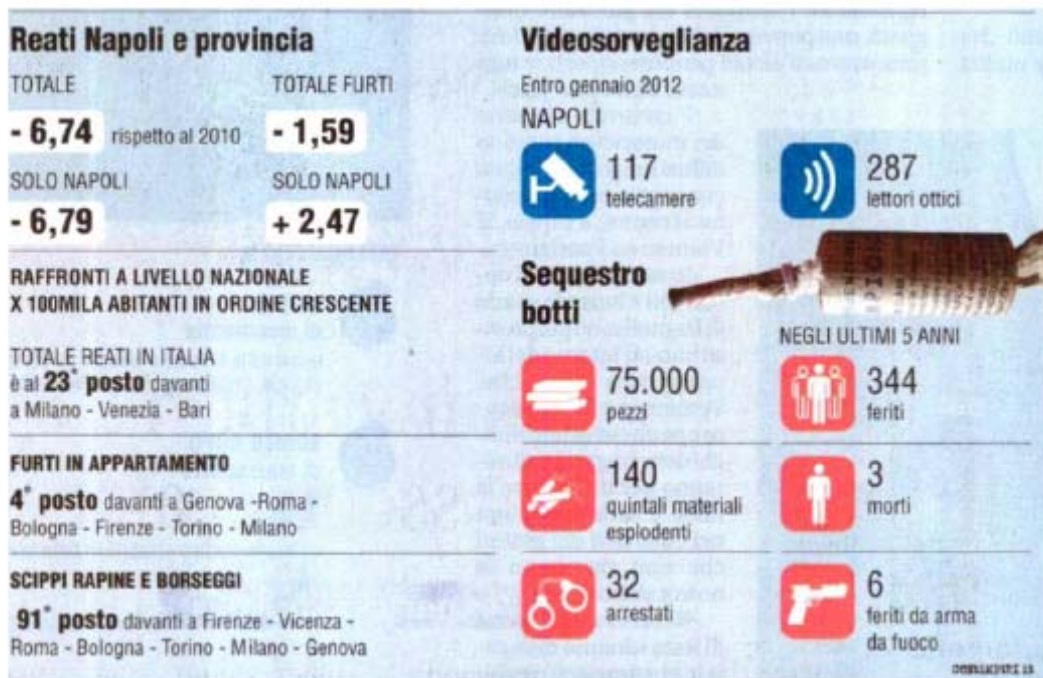 Reati Napoli e provincia
TOTALE
- 6,74 rispetto al 2010
TOTALE FURTI
- 1,59
SOLO NAPOLI
- 6,79
SOLO NAPOLI
+ 2,47
RAFFRONTI A LIVELLO NAZIONALE
X 100MILA ABITANTI IN ORDINE CRESCENTE
TOTALE REATI IN ITALIA
è al 23° posto davanti
a Milano - Venezia - Bari
FURTI IN APPARTAMENTO
4° posto davanti a Genova -Roma -
Bologna - Firenze - Torino - Milano
SCIPPI RAPINE E BORSEGGI
91° posto davanti a Firenze - Vicenza -
Roma - Bologna - Torino - Milano - Genova
Videosorveglianza
Entro gennaio 2012
NAPOLI
117
telecamere
287
lettori ottici
Sequestro
botti
75.000
pezzi
140
quintali materiali
esplodenti
32
arrestati
NEGLI ULTIMI 5 ANNI
344
feriti
3
morti
6
feriti da arma
da fuoco